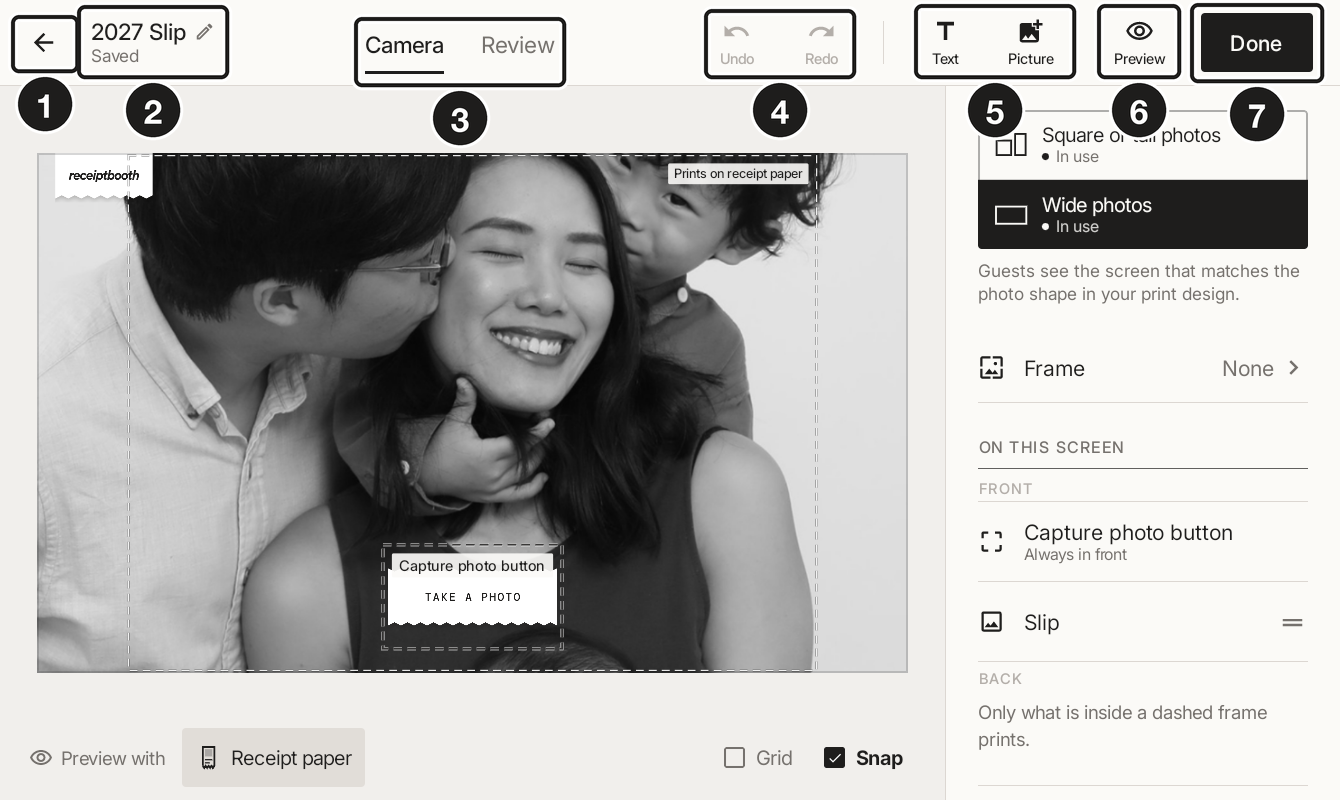 2027 Slip
Saved
Camera
Review
Undo
Redo
Text
Picture
Preview
Done
1
2
3
4
5
6
7
receiptbooth
Prints on receipt paper
Capture photo button
TAKE A PHOTO
Preview with
Receipt paper
Grid
Snap
Square or tall photos
In use
Wide photos
In use
Guests see the screen that matches the
photo shape in your print design.
Frame
None
ON THIS SCREEN
FRONT
Capture photo button
Always in front
Slip
BACK
Only what is inside a dashed frame
prints.